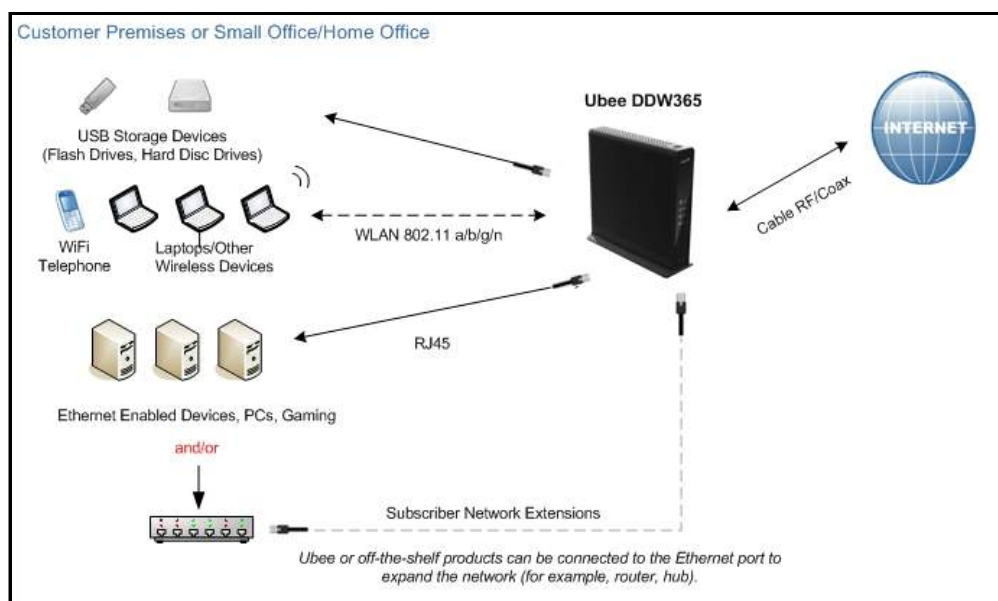 Customer Premises or Small Office/Home Office
Ubee DDW365
INTERNET
USB Storage Devices
(Flash Drives, Hard Disc Drives)
Cable RF/Coax
WLAN 802.11 a/b/g/n
WiFi
Telephone
Laptops/Other
Wireless Devices
RJ45
Ethernet Enabled Devices, PCs, Gaming
and/or
Subscriber Network Extensions
Ubee or off-the-shelf products can be connected to the Ethernet port to
expand the network (for example, router, hub).